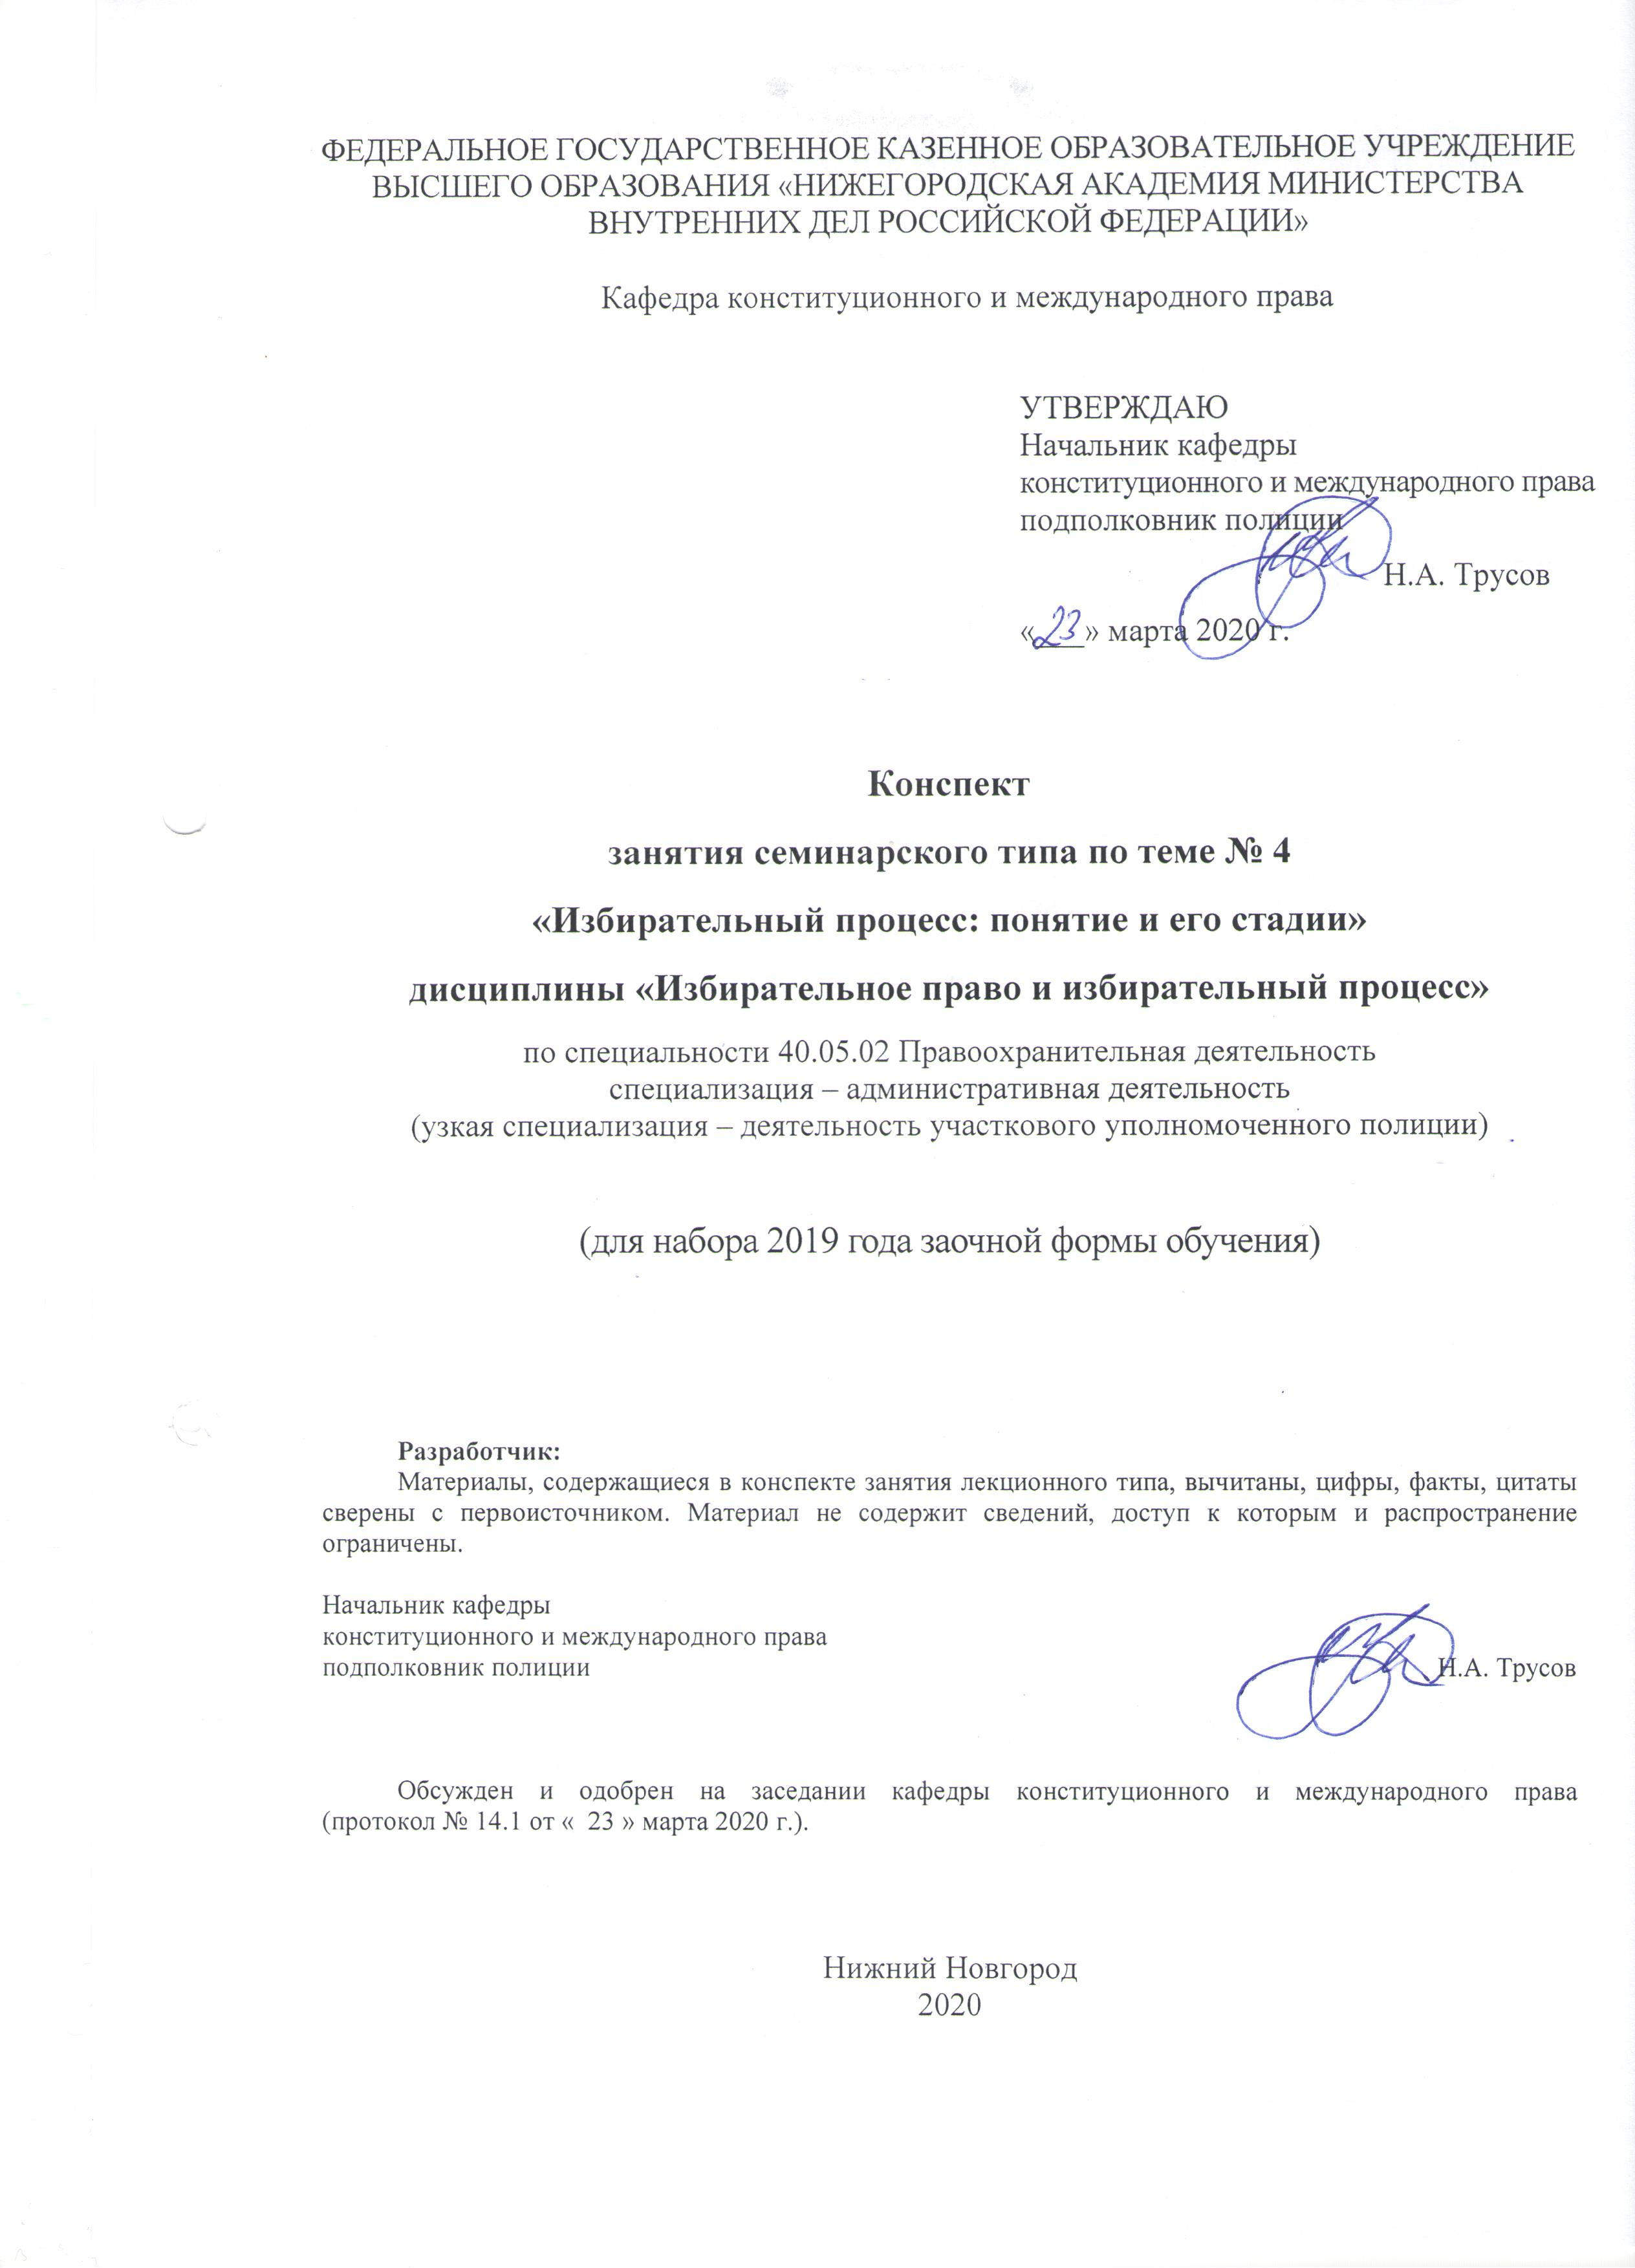 ФЕДЕРАЛЬНОЕ ГОСУДАРСТВЕННОЕ КАЗЕННОЕ ОБРАЗОВАТЕЛЬНОЕ УЧРЕЖДЕНИЕ
ВЫСШЕГО ОБРАЗОВАНИЯ «НИЖЕГОРОДСКАЯ АКАДЕМИЯ МИНИСТЕРСТВА
ВНУТРЕННИХ ДЕЛ РОССИЙСКОЙ ФЕДЕРАЦИИ»
Кафедра конституционного и международного права
УТВЕРЖДАЮ
Начальник кафедры
конституционного и международного права
подполковник полиции
Н.А. Трусов
«23» марта 2020 г.
Конспект
занятия семинарского типа по теме № 4
«Избирательный процесс: понятие и его стадии»
дисциплины «Избирательное право и избирательный процесс»
по специальности 40.05.02 Правоохранительная деятельность
специализация – административная деятельность
(узкая специализация – деятельность участкового уполномоченного полиции)
(для набора 2019 года заочной формы обучения)
Разработчик:
Материалы, содержащиеся в конспекте занятия лекционного типа, вычитаны, цифры, факты, цитаты
сверены с первоисточником. Материал не содержит сведений, доступ к которым и распространение
ограничены.
Начальник кафедры
конституционного и международного права
подполковник полиции Н.А. Трусов
Обсужден и одобрен на заседании кафедры конституционного и международного права
(протокол № 14.1 от « 23 » марта 2020 г.).
Нижний Новгород
2020